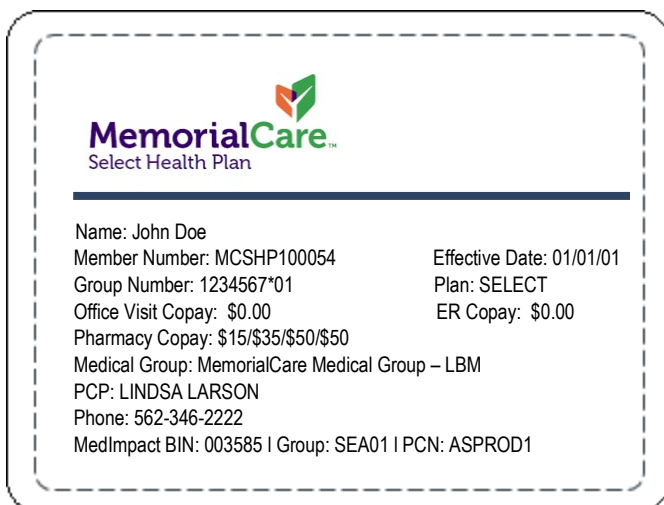 MemorialCare™
Select Health Plan
Name: John Doe
Member Number: MCSHP100054 Effective Date: 01/01/01
Group Number: 1234567*01 Plan: SELECT
Office Visit Copay: $0.00 ER Copay: $0.00
Pharmacy Copay: $15/$35/$50/$50
Medical Group: MemorialCare Medical Group – LBM
PCP: LINDSA LARSON
Phone: 562-346-2222
MedImpact BIN: 003585 I Group: SEA01 I PCN: ASPROD1